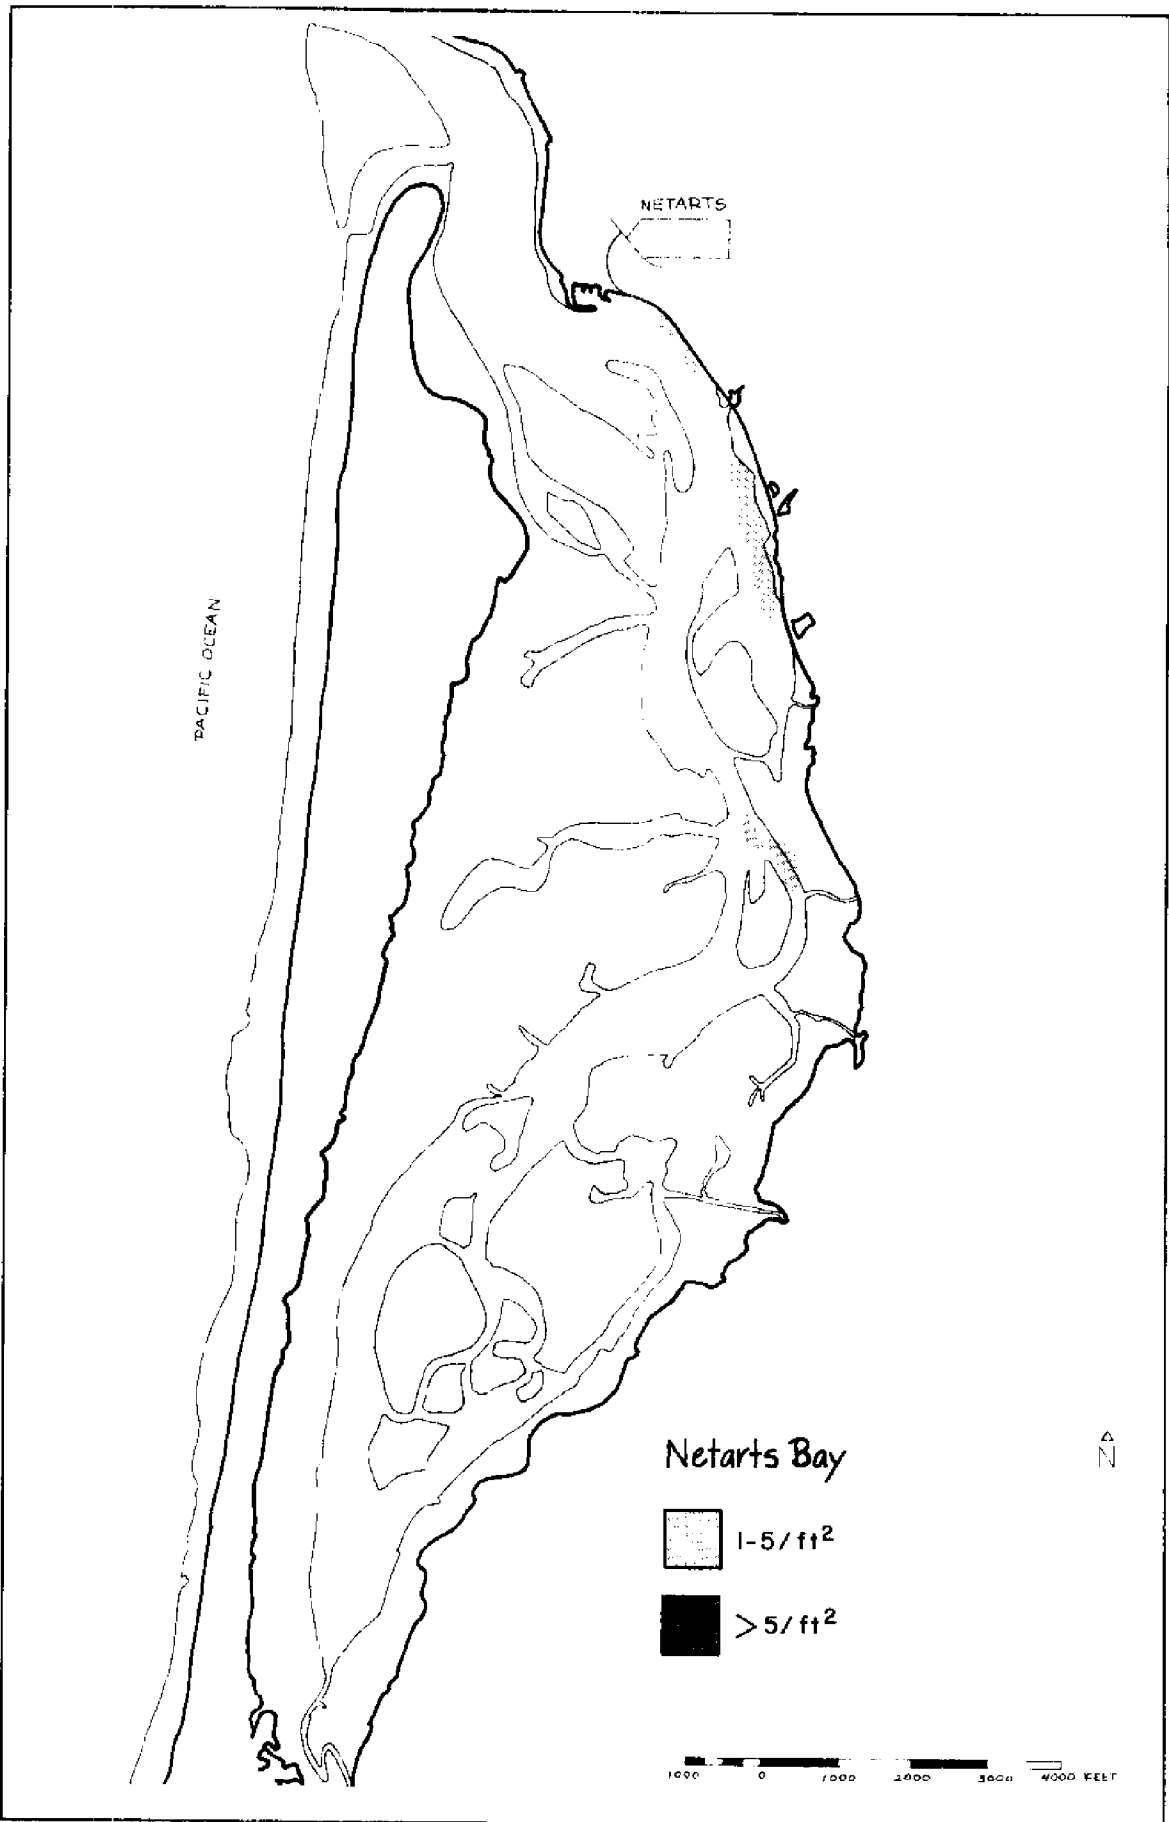 NETARTS
PACIFIC OCEAN
Netarts Bay
N
1-5/ft²
>5/ft²
1000 0 1000 2000 3000 4000 FEET